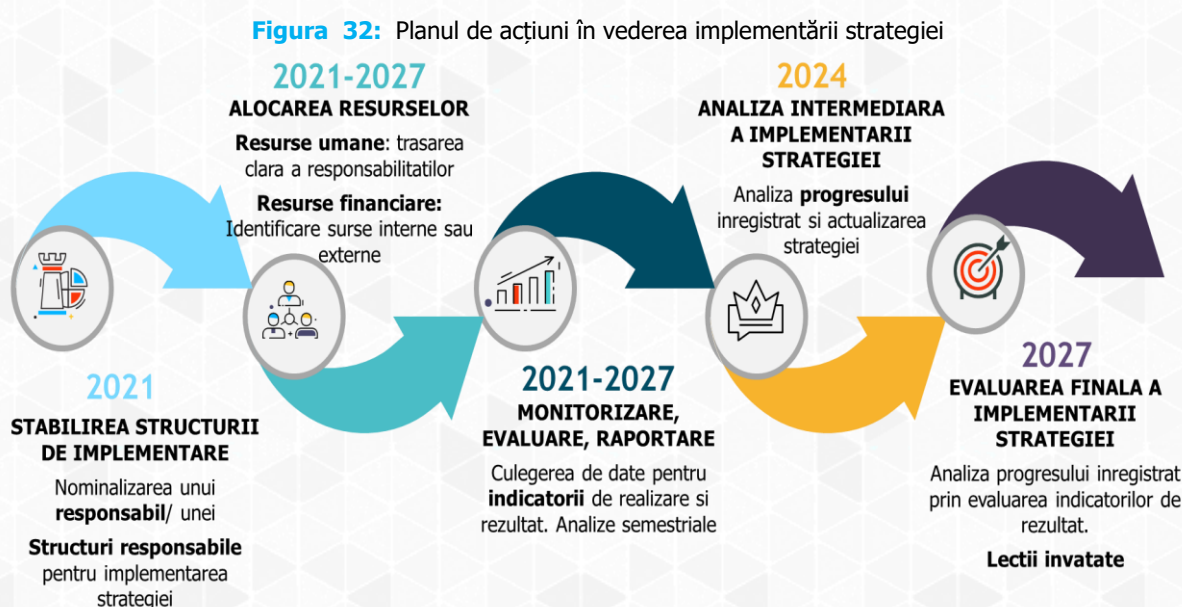 Figura 32: Planul de acțiuni în vederea implementării strategiei
2021
STABILIREA STRUCTURII
DE IMPLEMENTARE
Nominalizarea unui
responsabil/ unei
Structuri responsabile
pentru implementarea
strategiei
2021-2027
ALOCAREA RESURSELOR
Resurse umane: trasarea
clara a responsabilitatilor
Resurse financiare:
Identificare surse interne sau
externe
2021-2027
MONITORIZARE,
EVALUARE, RAPORTARE
Culegerea de date pentru
indicatorii de realizare si
rezultat. Analize semestriale
2024
ANALIZA INTERMEDIARA
A IMPLEMENTARII
STRATEGIEI
Analiza progresului
inregistrat si actualizarea
strategiei
2027
EVALUAREA FINALA A
IMPLEMENTARII
STRATEGIEI
Analiza progresului inregistrat
prin evaluarea indicatorilor de
rezultat.
Lectii invatate